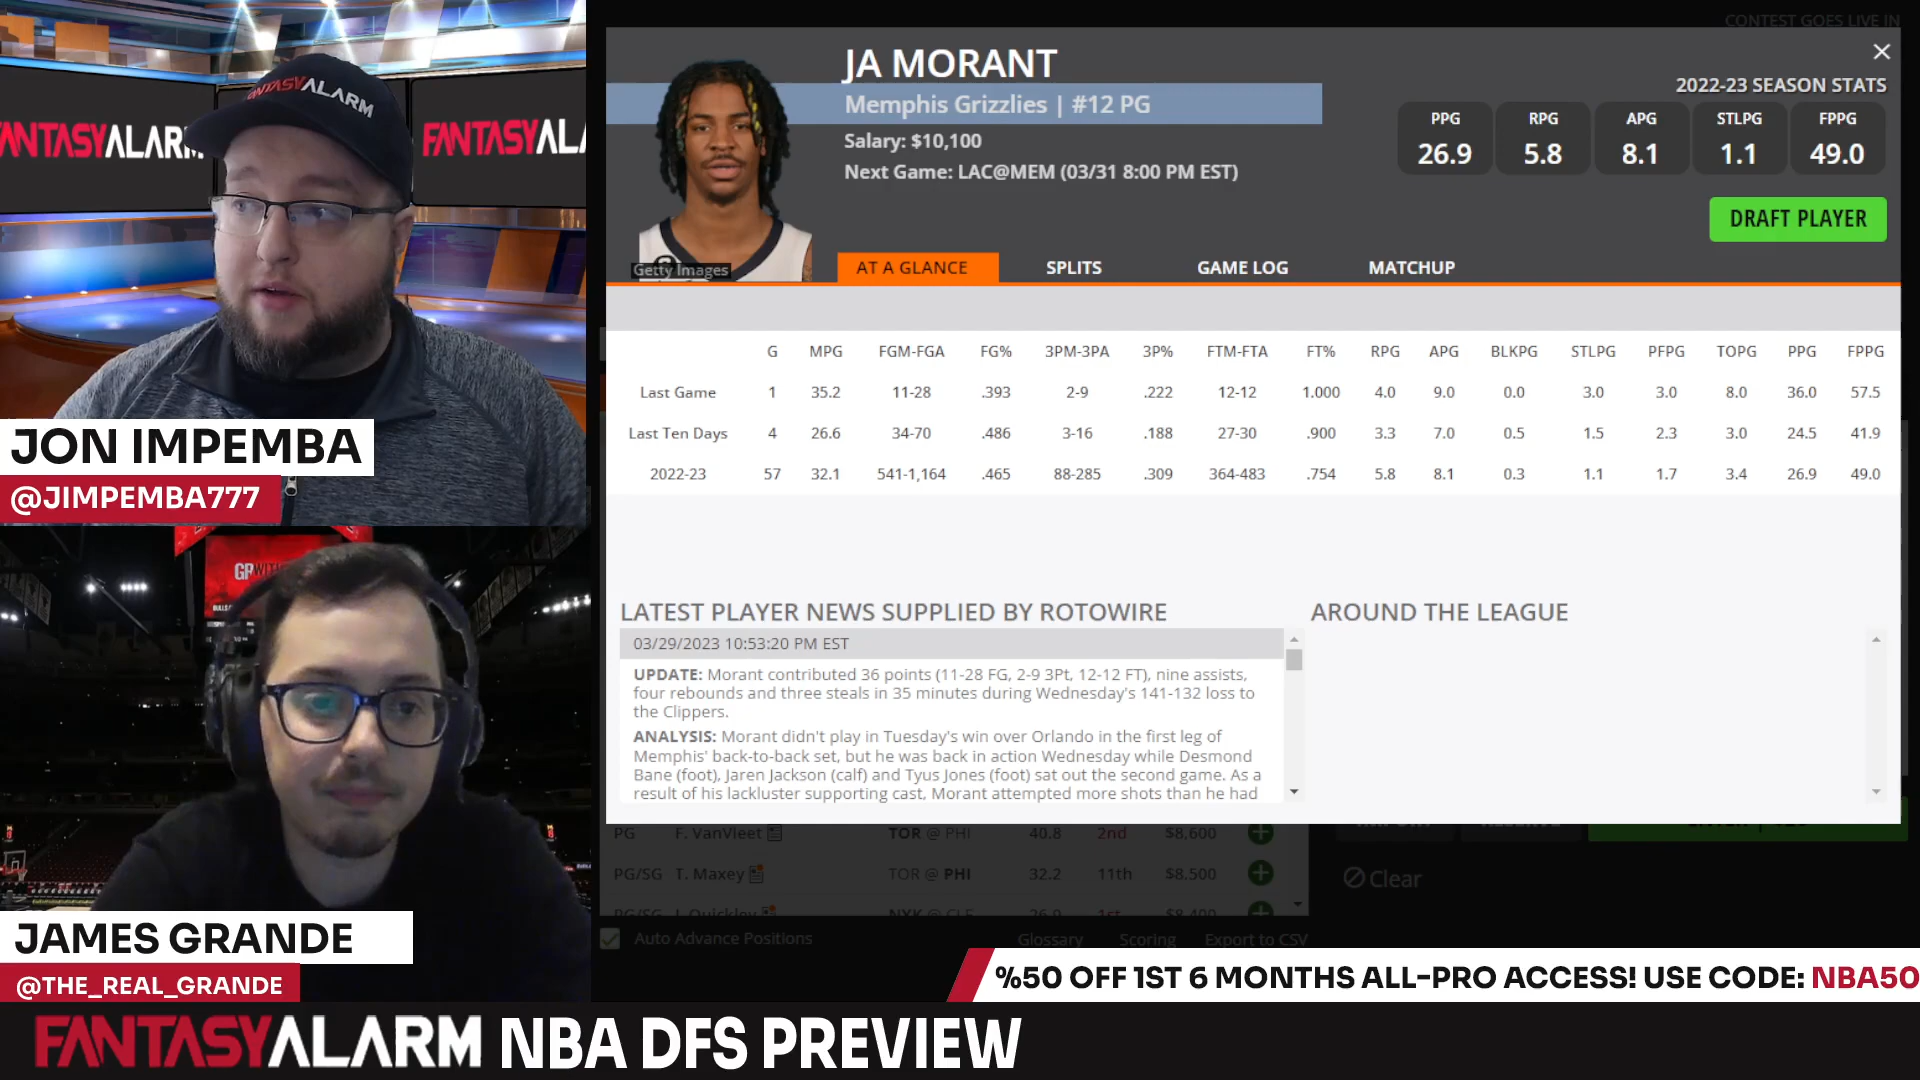 CONTEST GOES LIVE IN
FANTASYALARM
FANTASYALARM
FANTASYAL
JON IMPEMBA
@JIMPEMBA777
JAMES GRANDE
@THE_REAL_GRANDE
JA MORANT
Memphis Grizzlies | #12 PG
Salary: $10,100
Next Game: LAC@MEM (03/31 8:00 PM EST)
Getty Images
2022-23 SEASON STATS
PPG RPG APG STLPG FPPG
26.9 5.8 8.1 1.1 49.0
DRAFT PLAYER
AT A GLANCE SPLITS GAME LOG MATCHUP
G MPG FGM-FGA FG% 3PM-3PA 3P% FTM-FTA FT% RPG APG BLKPG STLPG PFPG TOPG PPG FPPG
Last Game 1 35.2 11-28 .393 2-9 .222 12-12 1.000 4.0 9.0 0.0 3.0 3.0 8.0 36.0 57.5
Last Ten Days 4 26.6 34-70 .486 3-16 .188 27-30 .900 3.3 7.0 0.5 1.5 2.3 3.0 24.5 41.9
2022-23 57 32.1 541-1,164 .465 88-285 .309 364-483 .754 5.8 8.1 0.3 1.1 1.7 3.4 26.9 49.0
LATEST PLAYER NEWS SUPPLIED BY ROTOWIRE
03/29/2023 10:53:20 PM EST
UPDATE: Morant contributed 36 points (11-28 FG, 2-9 3Pt, 12-12 FT), nine assists,
four rebounds and three steals in 35 minutes during Wednesday's 141-132 loss to
the Clippers.
ANALYSIS: Morant didn't play in Tuesday's win over Orlando in the first leg of
Memphis' back-to-back set, but he was back in action Wednesday while Desmond
Bane (foot), Jaren Jackson (calf) and Tyus Jones (foot) sat out the second game. As a
result of his lackluster supporting cast, Morant attempted more shots than he had
AROUND THE LEAGUE
PG F. VanVleet TOR @ PHI 40.8 2nd $8,600
PG/SG T. Maxey TOR @ PHI 32.2 11th $8,500
PG/SG I. Quickley NYK @ CLE 26.9 1st $8,400
Clear
Auto Advance Positions
Glossary Scoring Export to CSV
%50 OFF 1ST 6 MONTHS ALL-PRO ACCESS! USE CODE: NBA50
FANTASYALARM NBA DFS PREVIEW